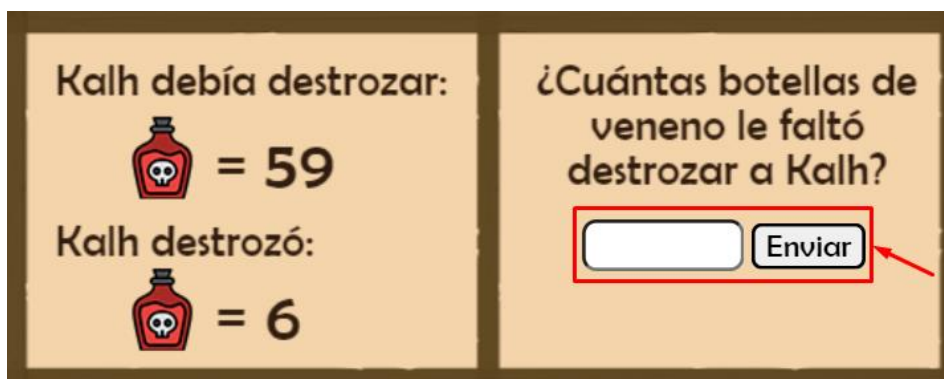 Kalh debía destrozar:
= 59
Kalh destrozó:
= 6
¿Cuántas botellas de
veneno le faltó
destrozar a Kalh?
Enviar